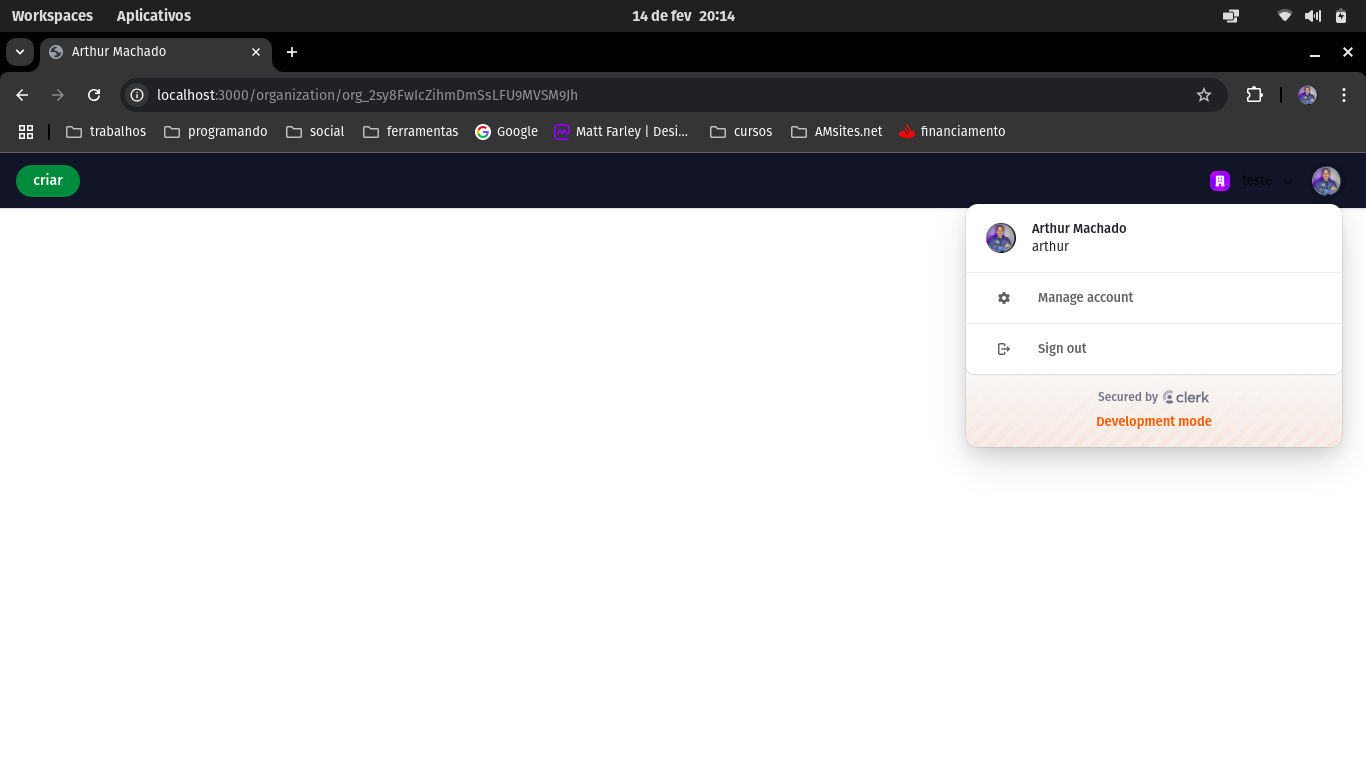 Workspaces Aplicativos 14 de fev 20:14
Arthur Machado
localhost:3000/organization/org_2sy8FwIcZihmDmSsLFU9MVSM9Jh
trabalhos programando social ferramentas Google Matt Farley | Desi... cursos AMsites.net financiamento
criar teste
Arthur Machado
arthur
Manage account
Sign out
Secured by clerk
Development mode